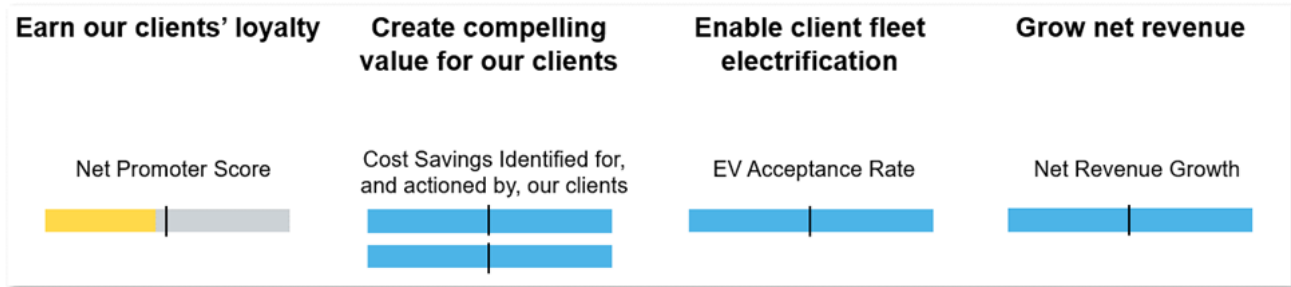 Earn our clients’ loyalty
Create compelling
value for our clients
Enable client fleet
electrification
Grow net revenue
Net Promoter Score
Cost Savings Identified for,
and actioned by, our clients
EV Acceptance Rate
Net Revenue Growth